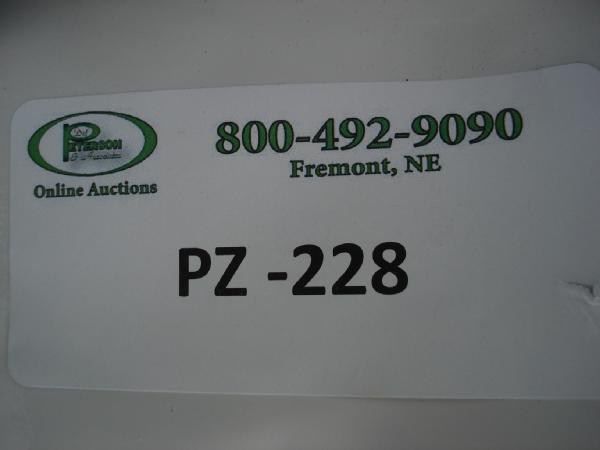 PETERSON
Online Auctions
800-492-9090
Fremont, NE
PZ -228